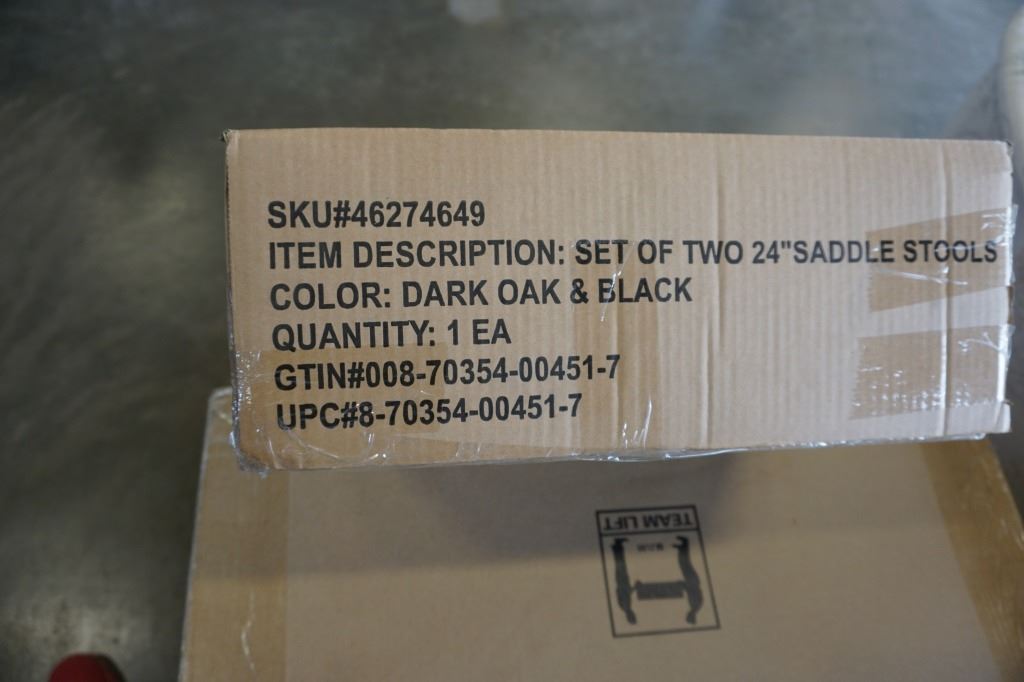 SKU#46274649
ITEM DESCRIPTION: SET OF TWO 24"SADDLE STOOLS
COLOR: DARK OAK & BLACK
QUANTITY: 1 EA
GTIN#008-70354-00451-7
UPC#8-70354-00451-7
TEAM LIFT